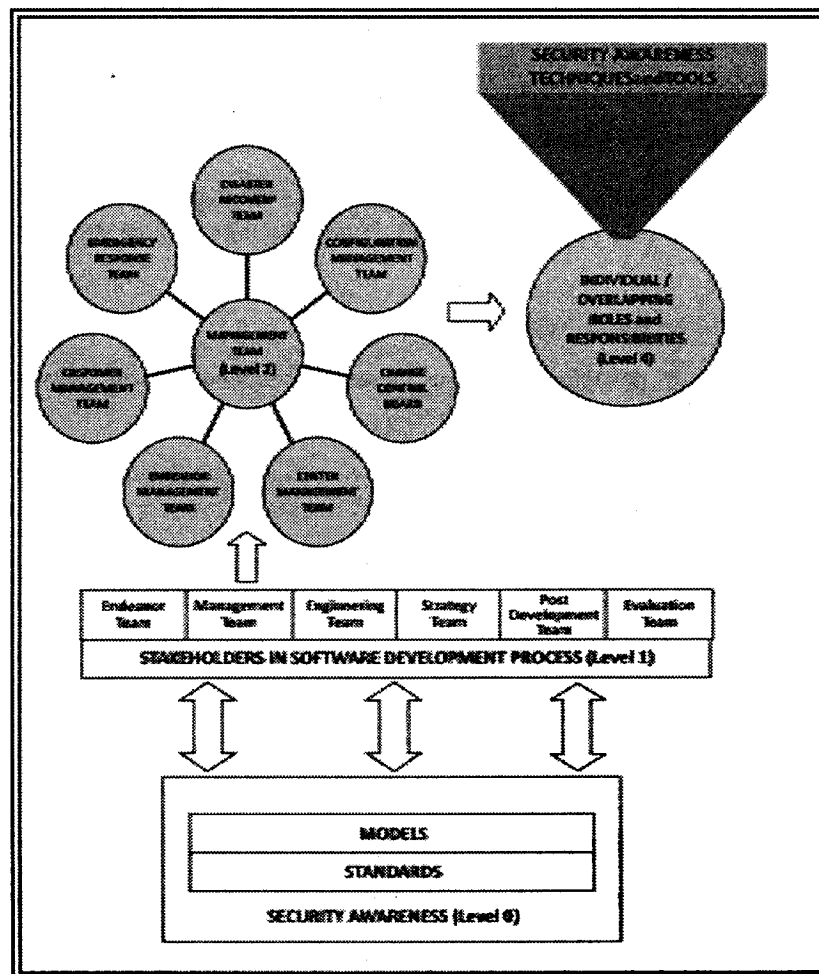 SECURITY AWARENESS
TECHNIQUES and TOOLS
DISASTER
RECOVERY
TEAM
EMERGENCY
RESPONSE
TEAM
CONFIGURATION
MANAGEMENT
TEAM
MANAGEMENT
TEAM
(Level 2)
INDIVIDUAL /
OVERLAPPING
ROLES and
RESPONSIBILITIES
(Level 4)
CUSTOMER
MANAGEMENT
TEAM
CHANGE
CONTROL
BOARD
ENDEAVOR
MANAGEMENT
TEAM
CENTER
MANAGEMENT
TEAM
Endeavor
Team
Management
Team
Enginnering
Team
Strategy
Team
Post
Development
Team
Evaluation
Team
STAKEHOLDERS IN SOFTWARE DEVELOPMENT PROCESS (Level 1)
MODELS
STANDARDS
SECURITY AWARENESS (Level 0)